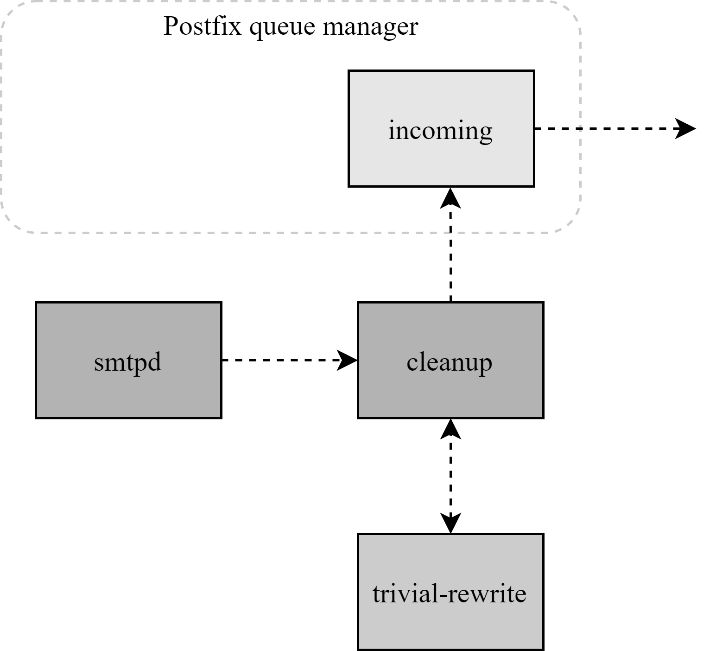 Postfix queue manager
incoming
smtpd
cleanup
trivial-rewrite